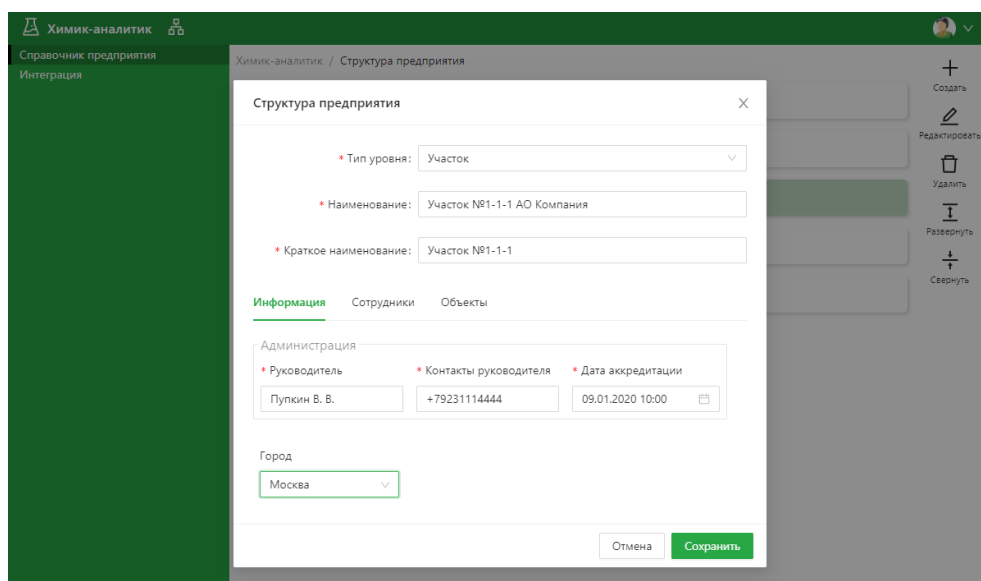 Химик-аналитик
Справочник предприятия
Интеграция
Химик-аналитик / Структура предприятия
Создать
Редактировать
Удалить
Развернуть
Свернуть
Структура предприятия
* Тип уровня: Участок
* Наименование: Участок №1-1-1 АО Компания
* Краткое наименование: Участок №1-1-1
Информация Сотрудники Объекты
Администрация
* Руководитель * Контакты руководителя * Дата аккредитации
Пупкин В. В. +79231114444 09.01.2020 10:00
Город
Москва
Отмена Сохранить